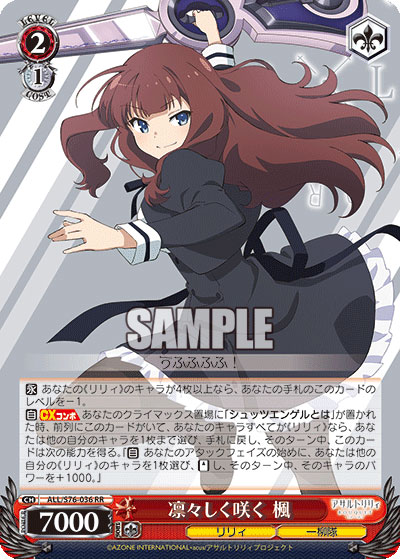 LEVEL
2
1
COST
SAMPLE
うふふふふ!
永 あなたの《リリィ》のキャラが4枚以上なら、あなたの手札のこのカードの
レベルを-1。
自 CXコンボ あなたのクライマックス置場に「シュッツエンゲルとは」が置かれ
た時、前列にこのカードがいて、あなたのキャラすべてが《リリィ》なら、あな
たは他の自分のキャラを1枚まで選び、手札に戻し、そのターン中、このカー
ドは次の能力を得る。『自 あなたのアタックフェイズの始めに、あなた
は他の自分のキャラを1枚選び、そのターン中、そのキャラのパ
ワーを+1000。』
CH ALL/S76-036 RR
7000
凛々しく咲く 楓
リリィ 一柳隊
アサルトリリィ
©AZONE INTERNATIONAL・acus/アサルトリリィプロジェクト